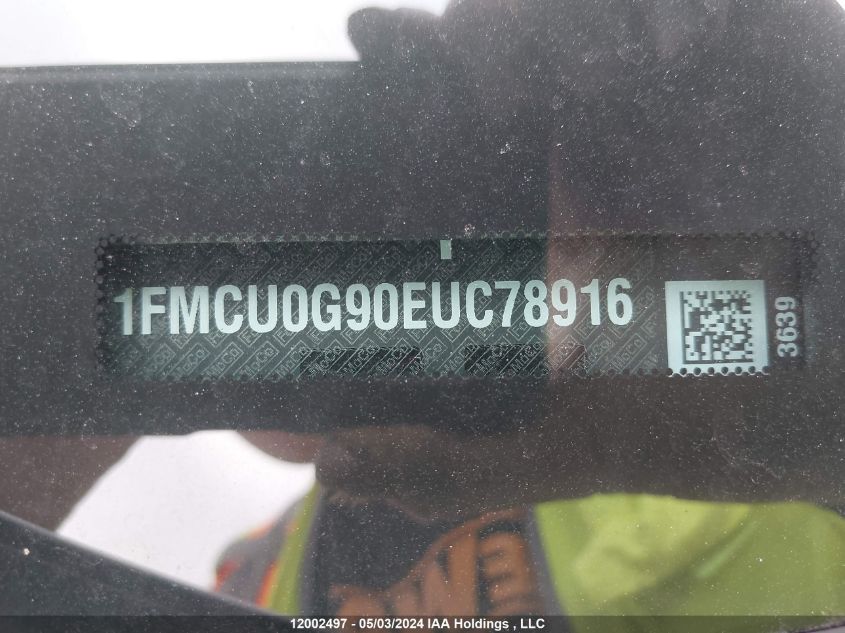 1FMCU0G90EUC78916
3639
12002497 - 05/03/2024 IAA Holdings , LLC